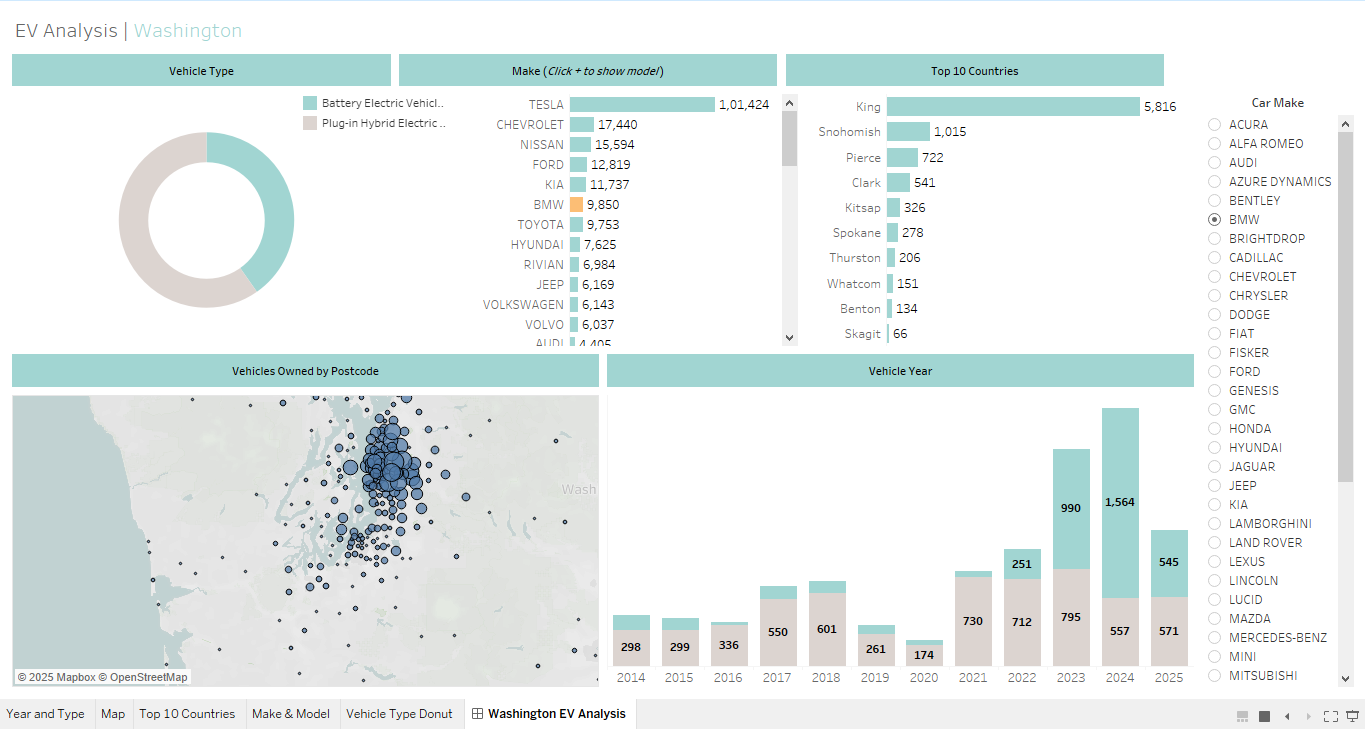 EV Analysis | Washington
Vehicle Type
Make (Click + to show model)
Top 10 Countries
Battery Electric Vehicl..
Plug-in Hybrid Electric ..
TESLA 1,01,424
CHEVROLET 17,440
NISSAN 15,594
FORD 12,819
KIA 11,737
BMW 9,850
TOYOTA 9,753
HYUNDAI 7,625
RIVIAN 6,984
JEEP 6,169
VOLKSWAGEN 6,143
VOLVO 6,037
AUDI 4,405
King 5,816
Snohomish 1,015
Pierce 722
Clark 541
Kitsap 326
Spokane 278
Thurston 206
Whatcom 151
Benton 134
Skagit 66
Car Make
ACURA
ALFA ROMEO
AUDI
AZURE DYNAMICS
BENTLEY
BMW
BRIGHTDROP
CADILLAC
CHEVROLET
CHRYSLER
DODGE
FIAT
FISKER
FORD
GENESIS
GMC
HONDA
HYUNDAI
JAGUAR
JEEP
KIA
LAMBORGHINI
LAND ROVER
LEXUS
LINCOLN
LUCID
MAZDA
MERCEDES-BENZ
MINI
MITSUBISHI
Vehicles Owned by Postcode
Wash
© 2025 Mapbox © OpenStreetMap
Vehicle Year
990 1,564
251 545
298 299 336 550 601 261 174 730 712 795 557 571
2014 2015 2016 2017 2018 2019 2020 2021 2022 2023 2024 2025
Year and Type Map Top 10 Countries Make & Model Vehicle Type Donut Washington EV Analysis